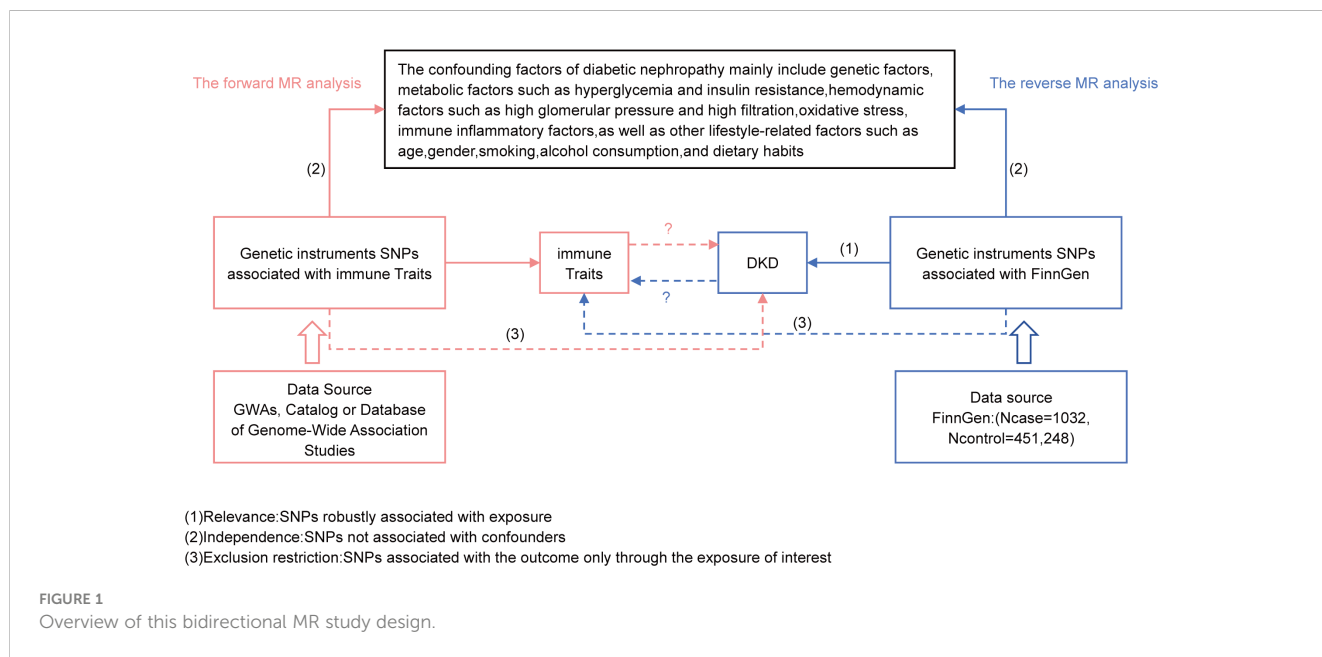 The forward MR analysis
The confounding factors of diabetic nephropathy mainly include genetic factors,
metabolic factors such as hyperglycemia and insulin resistance,hemodynamic
factors such as high glomerular pressure and high filtration,oxidative stress,
immune inflammatory factors,as well as other lifestyle-related factors such as
age,gender,smoking,alcohol consumption,and dietary habits
The reverse MR analysis
(2)
(2)
Genetic instruments SNPs
associated with immune Traits
immune
Traits
?
?
DKD
(1)
Genetic instruments SNPs
associated with FinnGen
(3)
(3)
Data Source
GWAs, Catalog or Database
of Genome-Wide Association
Studies
Data source
FinnGen:(Ncase=1032,
Ncontrol=451,248)
(1)Relevance:SNPs robustly associated with exposure
(2)Independence:SNPs not associated with confounders
(3)Exclusion restriction:SNPs associated with the outcome only through the exposure of interest
FIGURE 1
Overview of this bidirectional MR study design.